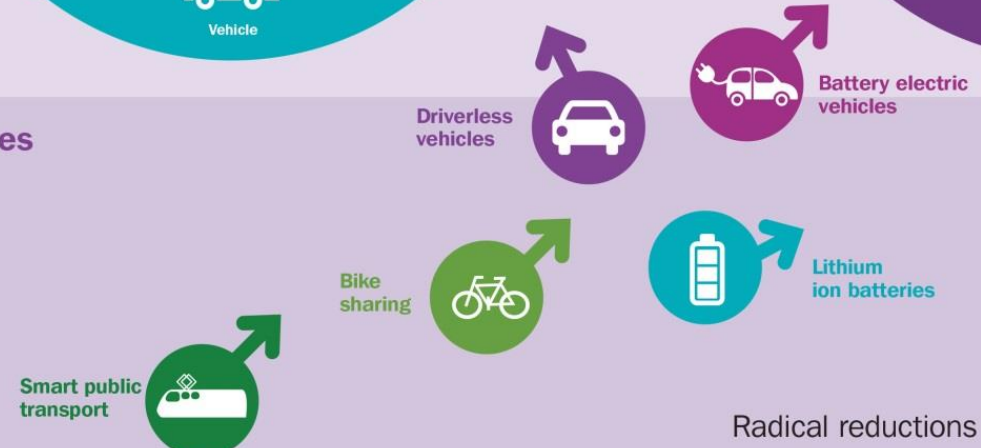 Vehicle
Battery electric
vehicles
Driverless
vehicles
es
Bike
sharing
Lithium
ion batteries
Smart public
transport
Radical reductions